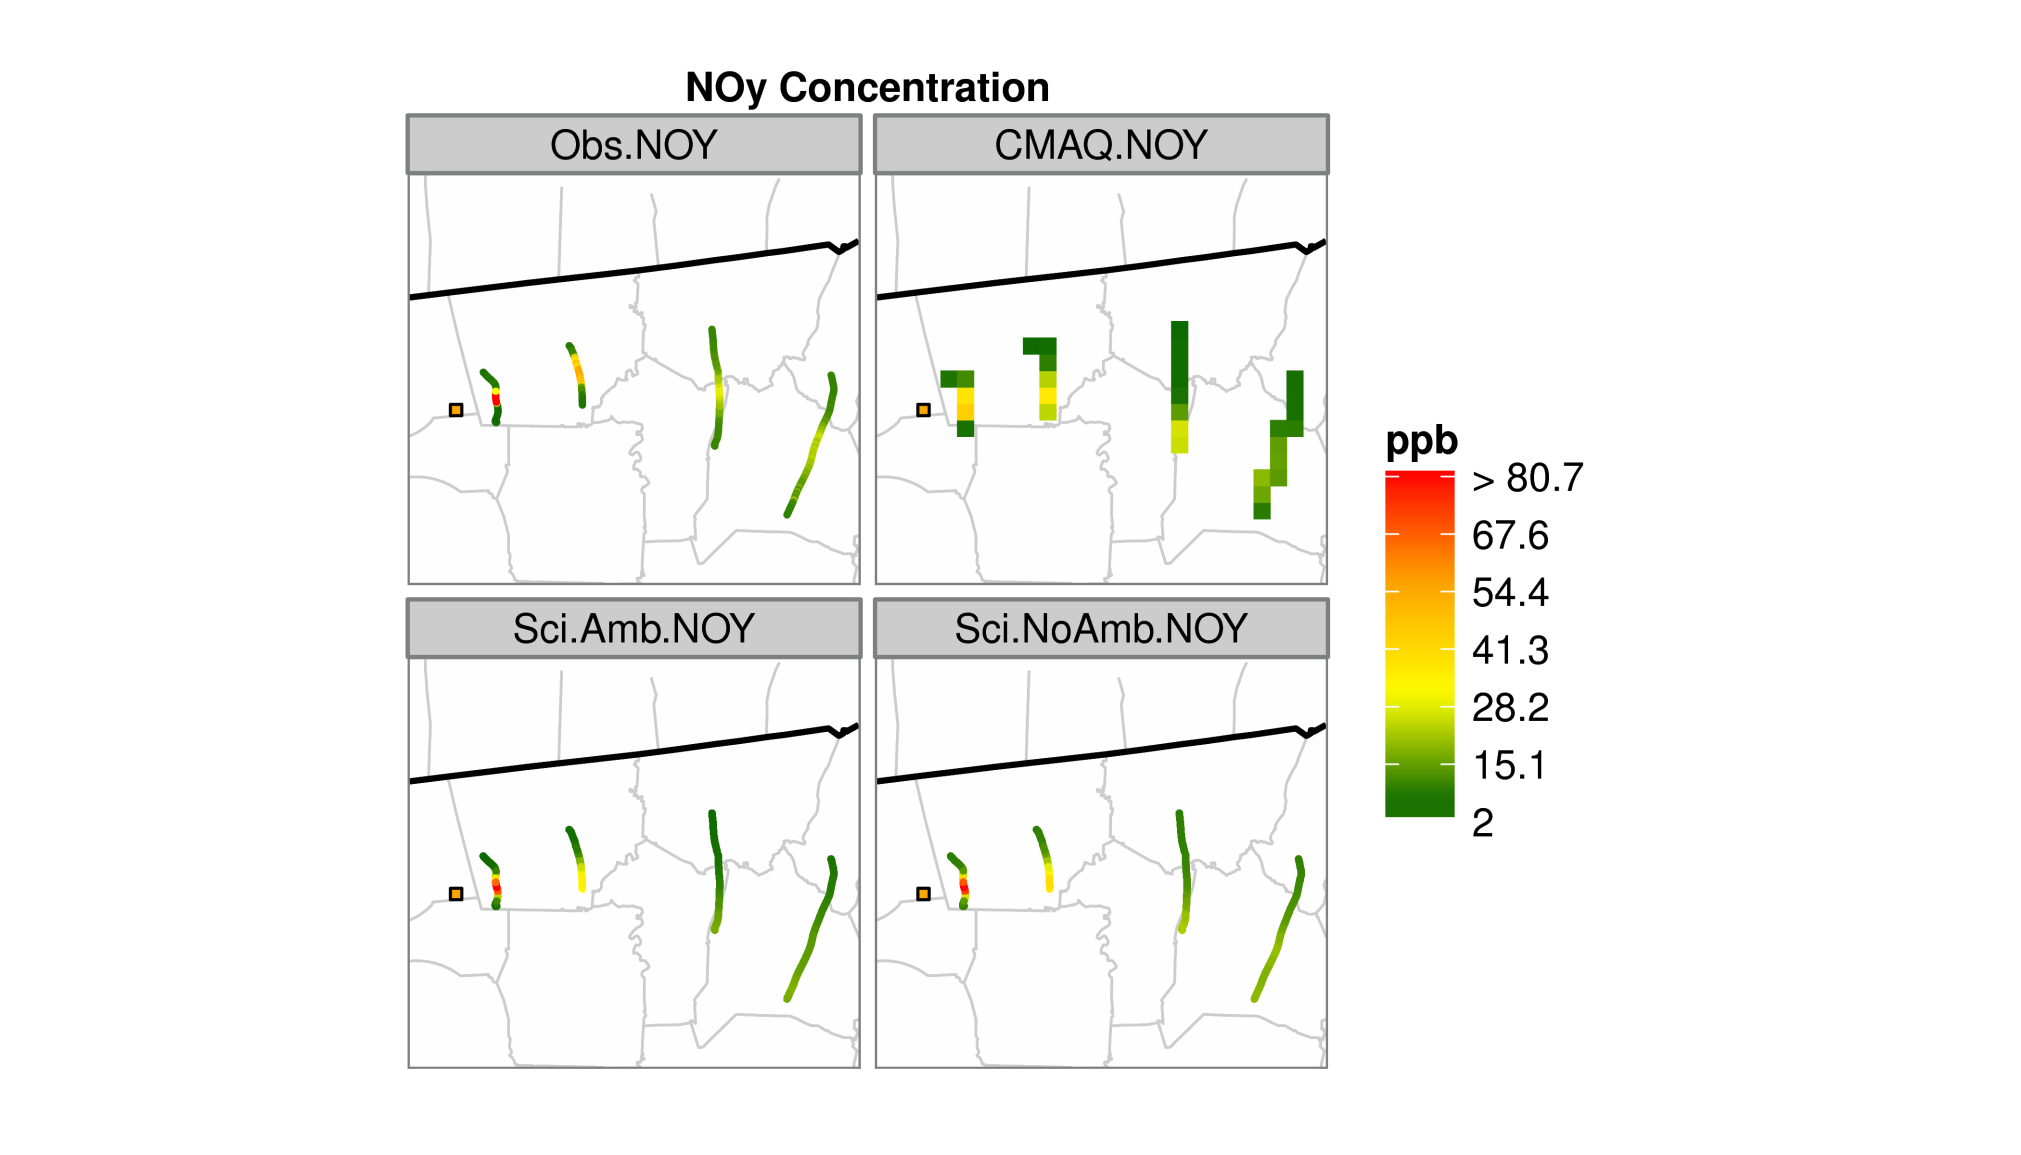 NOy Concentration
Obs.NOY
CMAQ.NOY
Sci.Amb.NOY
Sci.NoAmb.NOY
ppb
> 80.7
67.6
54.4
41.3
28.2
15.1
2